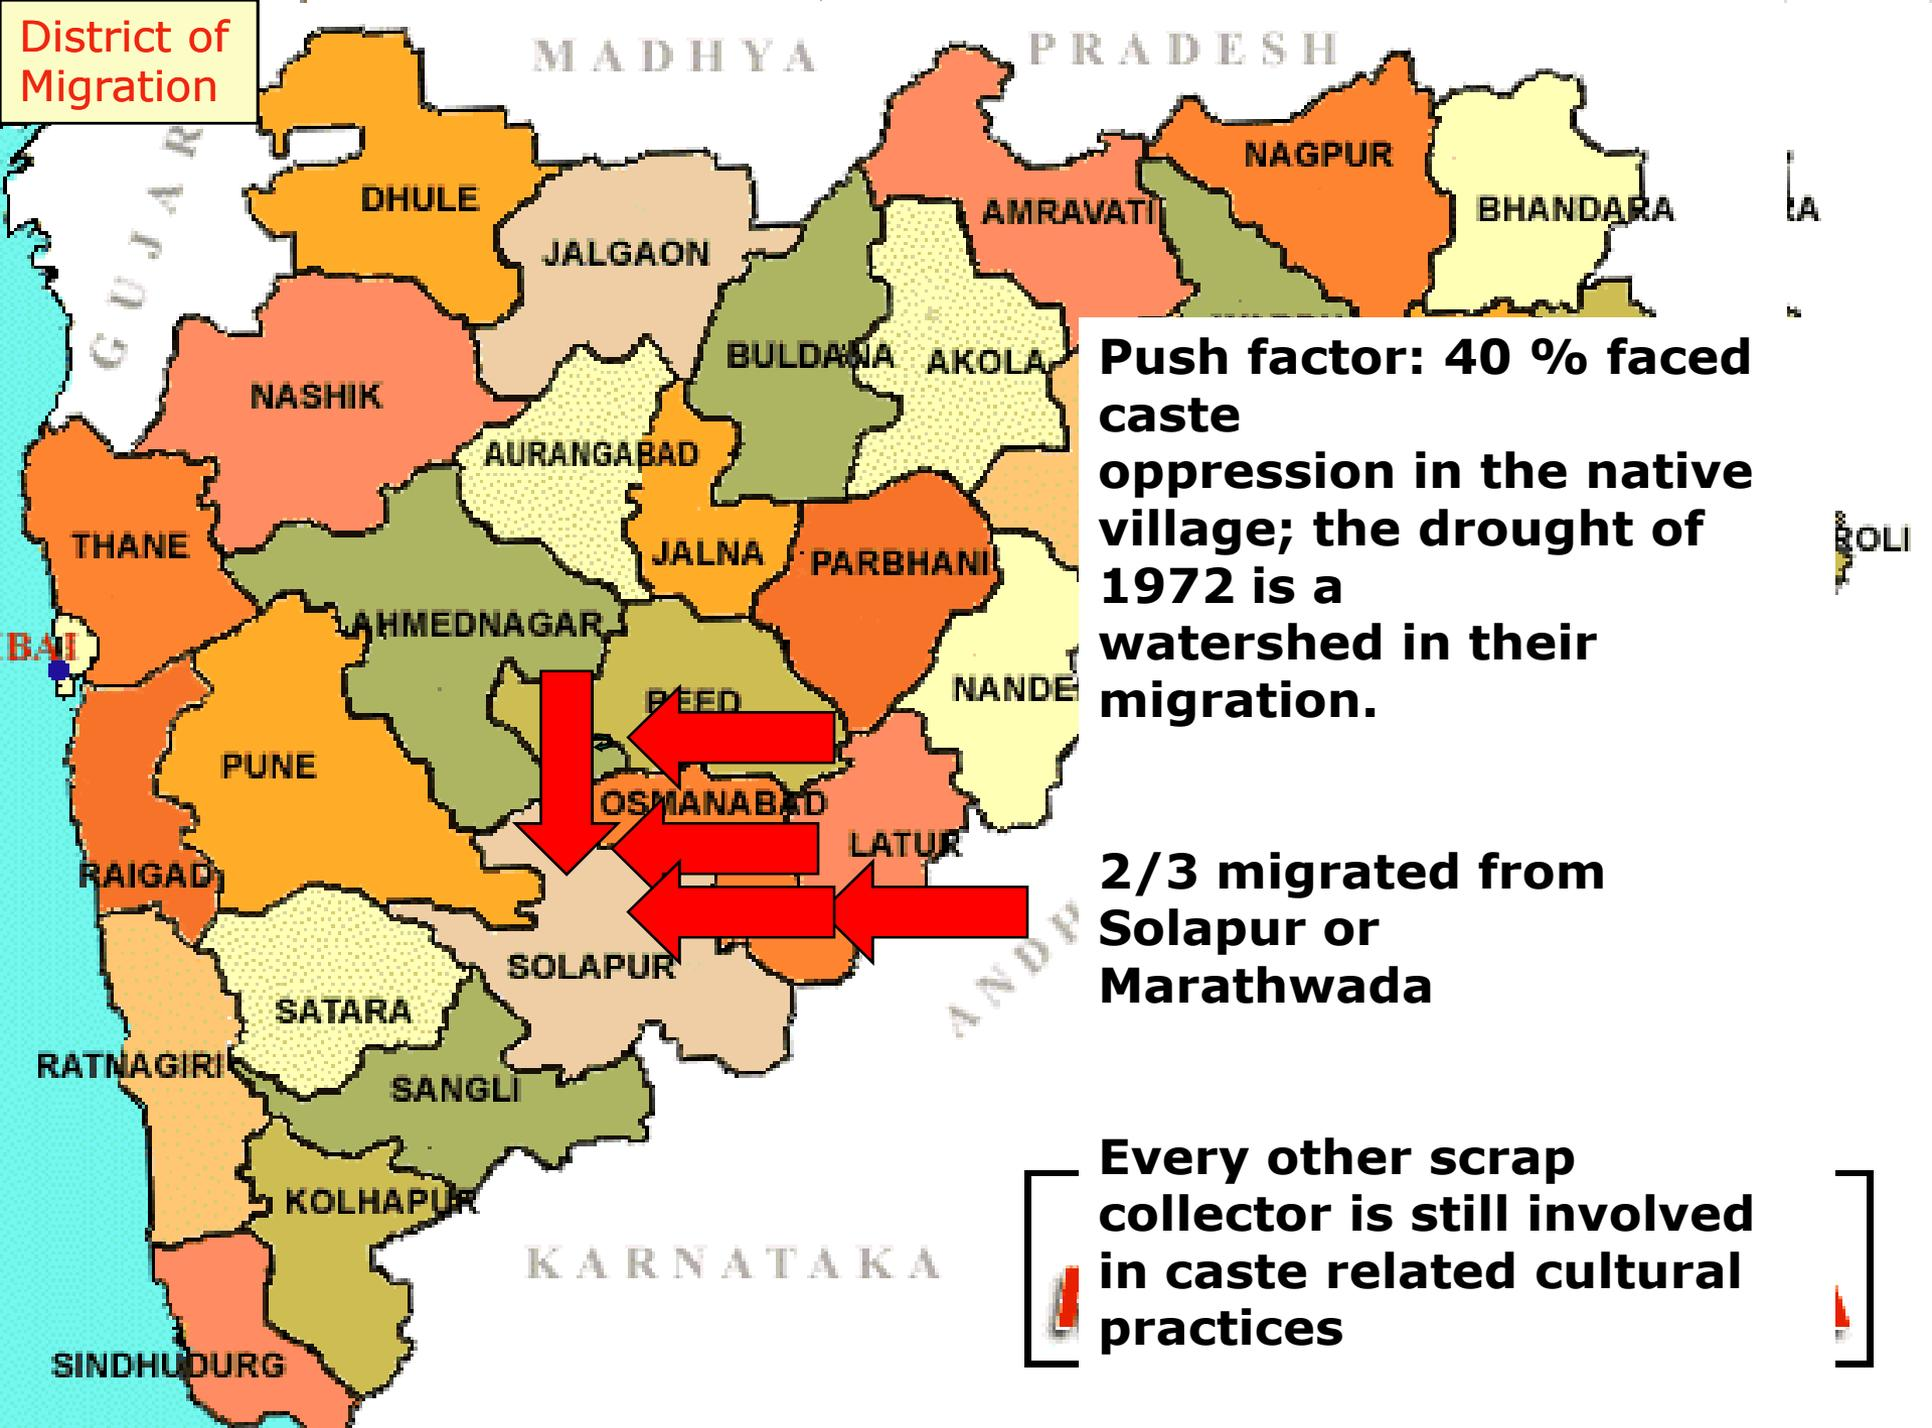 District of
Migration
MADHYA PRADESH
GUJAR
DHULE
JALGAON
NAGPUR
BHANDARA
AMRAVATI
BULDANA
AKOLA
NASHIK
AURANGABAD
THANE
JALNA
PARBHANI
AHMEDNAGAR
BEED
PUNE
OSMANABAD
LATUR
RAIGAD
SOLAPUR
SATARA
RATNAGIRI
SANGLI
KOLHAPUR
KARNATAKA
SINDHUDURG
Push factor: 40 % faced
caste
oppression in the native
village; the drought of
1972 is a
watershed in their
migration.
2/3 migrated from
Solapur or
Marathwada
Every other scrap
collector is still involved
in caste related cultural
practices